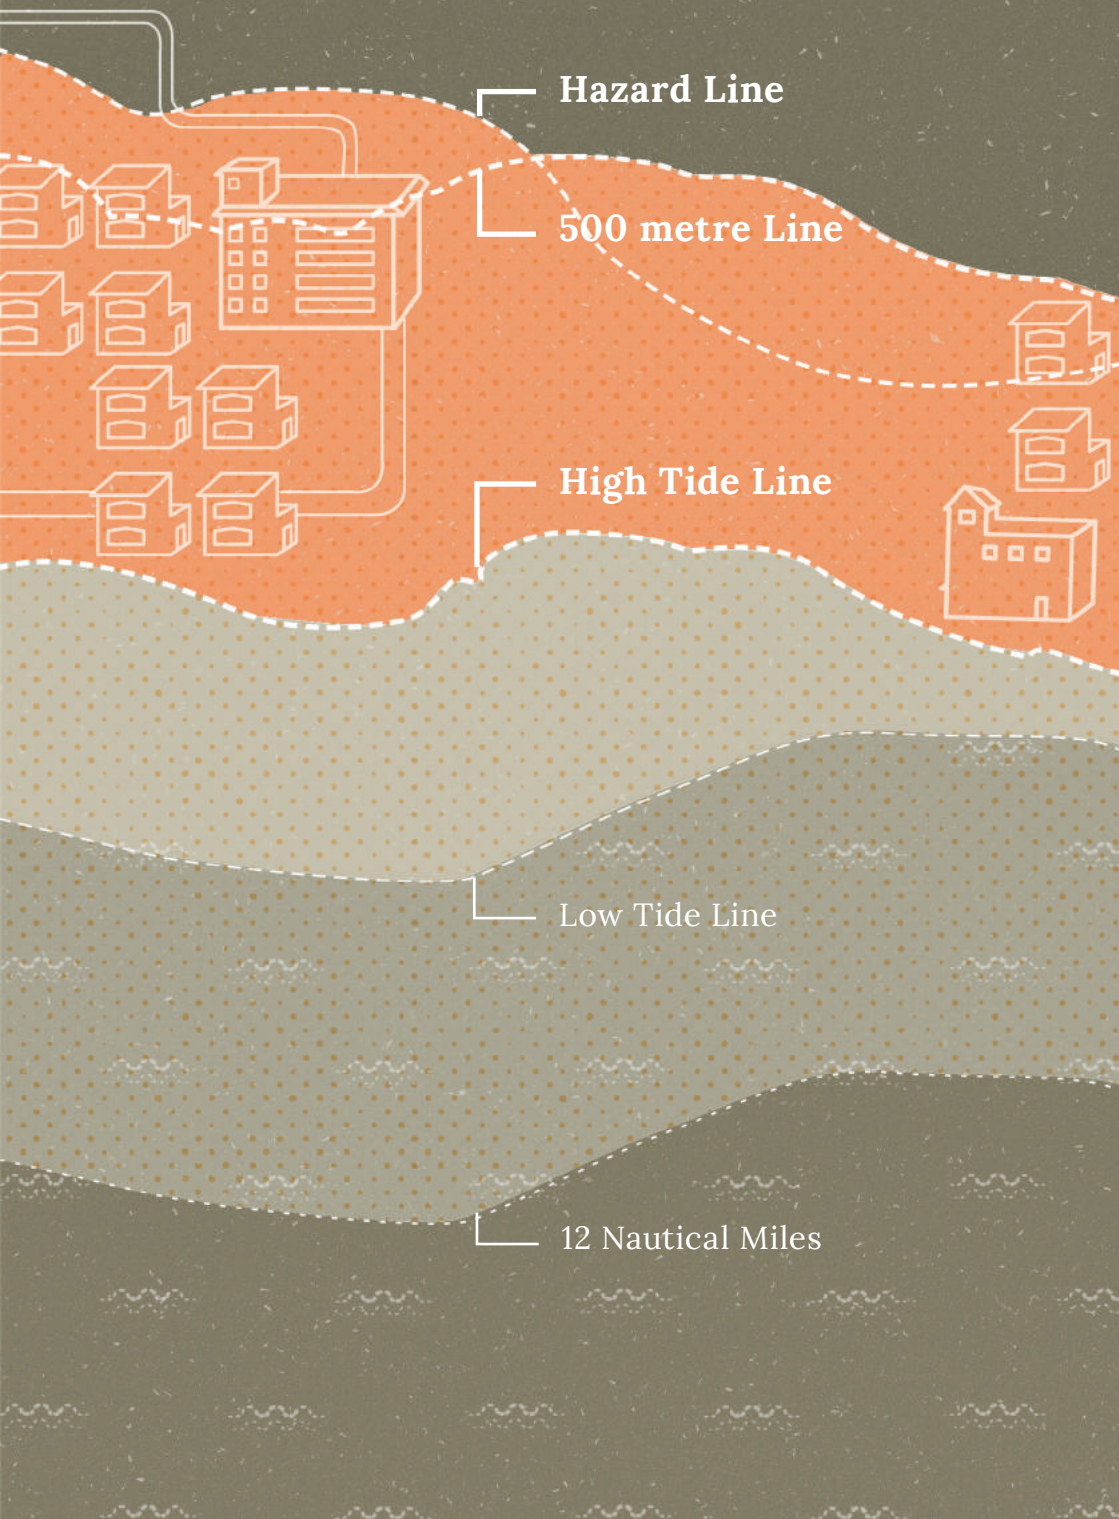 Hazard Line
500 metre Line
High Tide Line
Low Tide Line
12 Nautical Miles